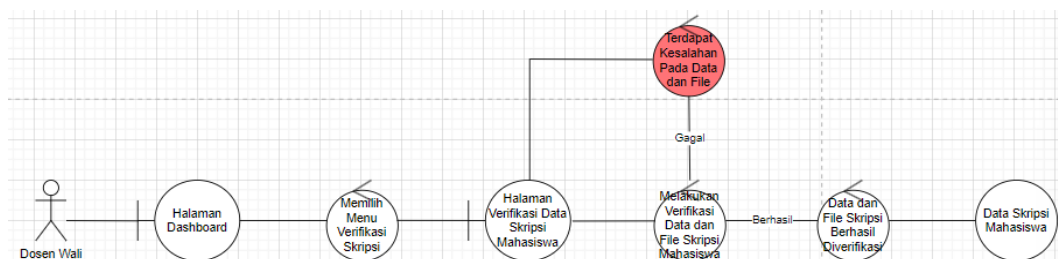 Terdapat
Kesalahan
Pada Data
dan File
Gagal
Dosen Wali
Halaman
Dashboard
Memilih
Menu
Verifikasi
Skripsi
Halaman
Verifikasi Data
Skripsi
Mahasiswa
Melakukan
Verifikasi
Data dan
File Skripsi
Mahasiswa
Berhasil
Data dan
File Skripsi
Berhasil
Diverifikasi
Data Skripsi
Mahasiswa